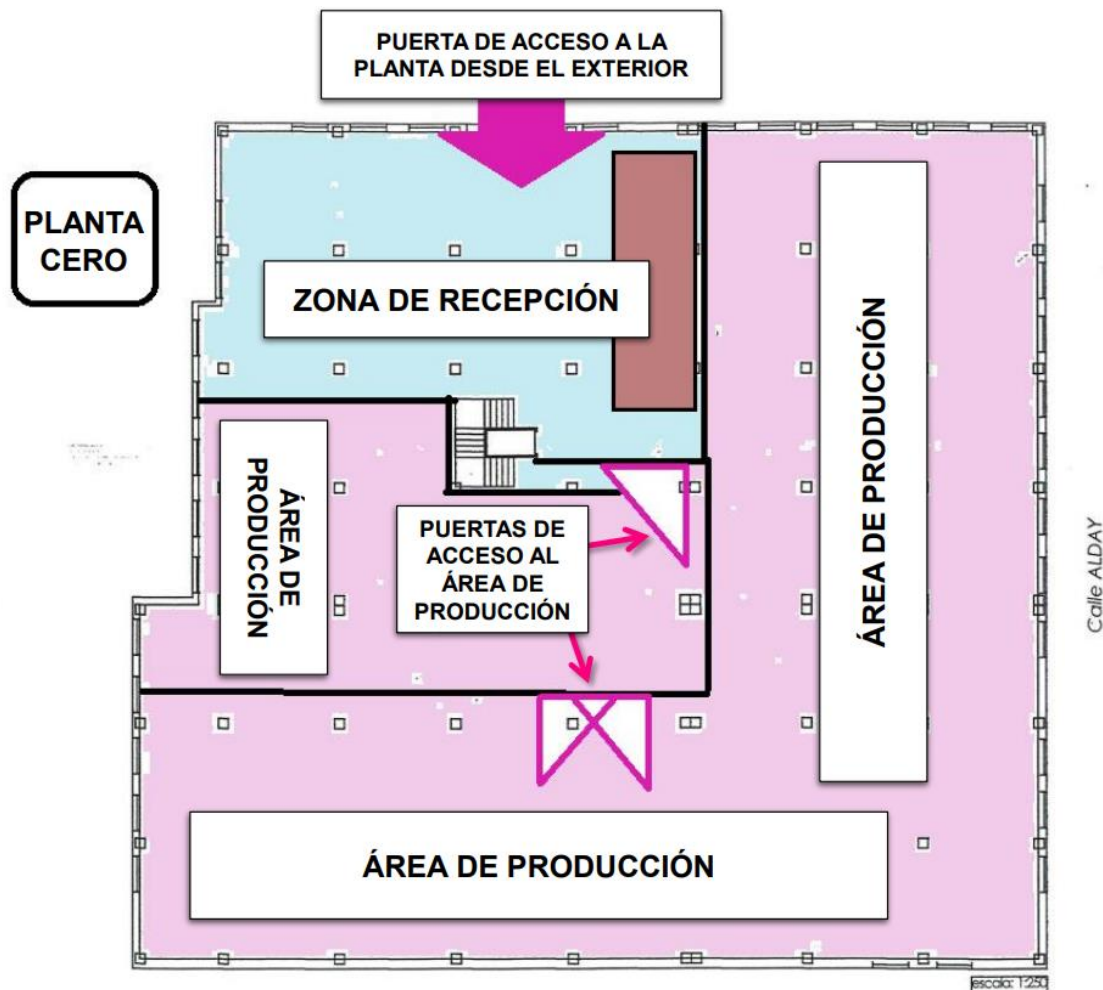 PUERTA DE ACCESO A LA
PLANTA DESDE EL EXTERIOR
PLANTA
CERO
ZONA DE RECEPCIÓN
ÁREA DE PRODUCCIÓN
ÁREA DE
PRODUCCIÓN
PUERTAS DE
ACCESO AL
ÁREA DE
PRODUCCIÓN
Calle ALDAY
ÁREA DE PRODUCCIÓN
escala: 1:250